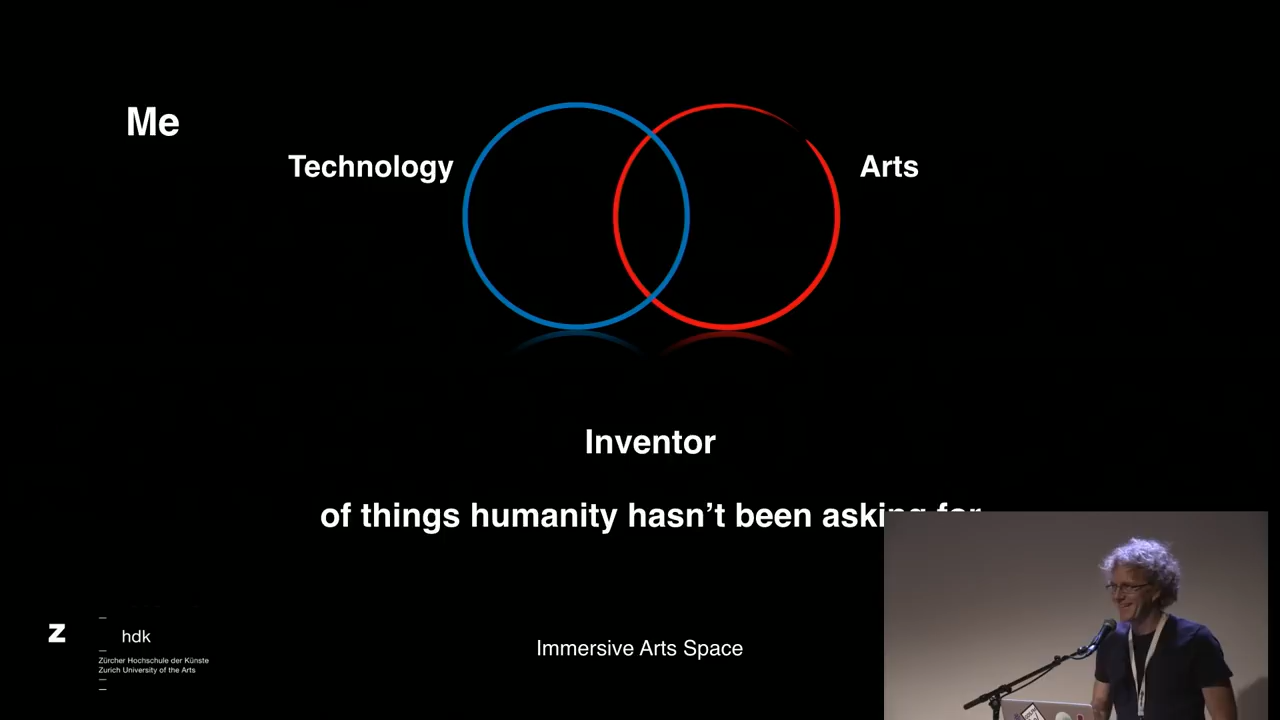 Me
Technology
Arts
Inventor
of things humanity hasn't been asking for
Z
hdk
Zürcher Hochschule der Künste
Zurich University of the Arts
Immersive Arts Space